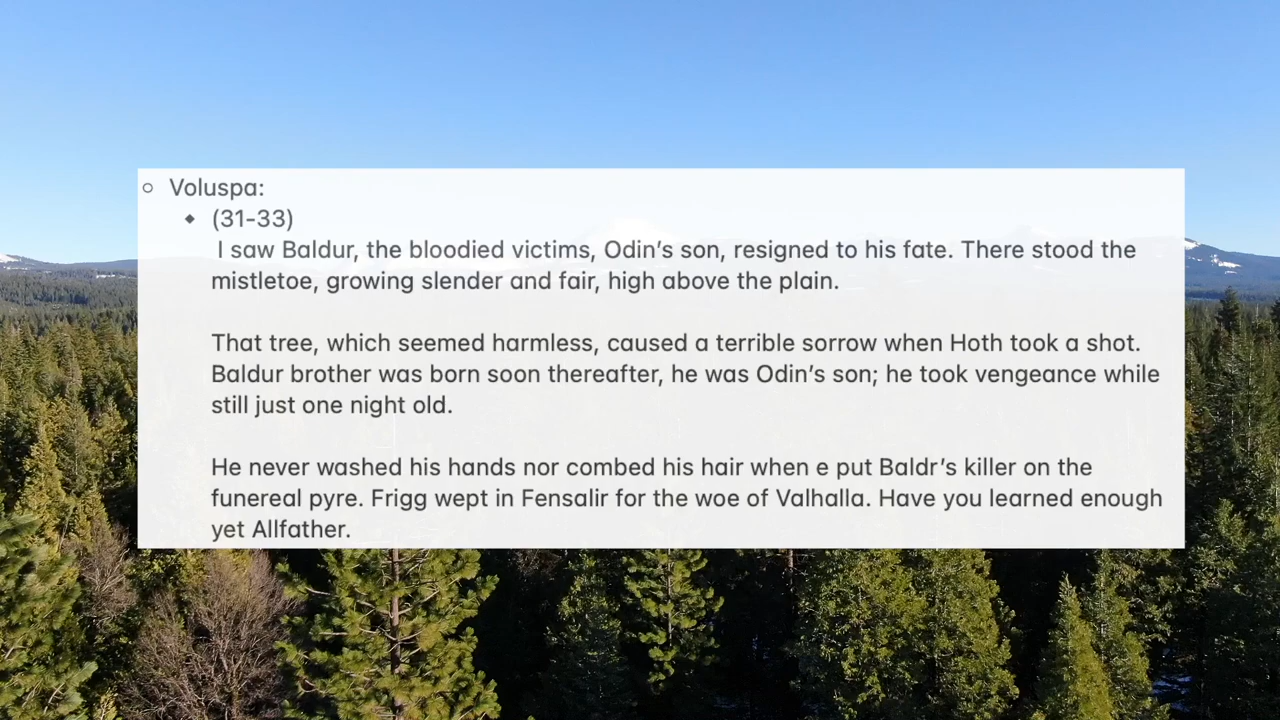 Voluspa:
(31-33)
I saw Baldur, the bloodied victims, Odin’s son, resigned to his fate. There stood the
mistletoe, growing slender and fair, high above the plain.
That tree, which seemed harmless, caused a terrible sorrow when Hoth took a shot.
Baldur brother was born soon thereafter, he was Odin’s son; he took vengeance while
still just one night old.
He never washed his hands nor combed his hair when e put Baldr’s killer on the
funereal pyre. Frigg wept in Fensalir for the woe of Valhalla. Have you learned enough
yet Allfather.